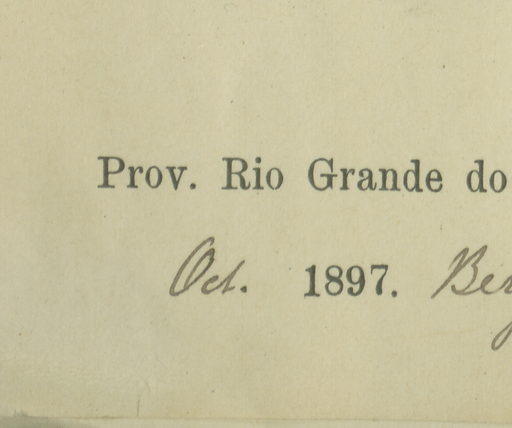 Prov. Rio Grande do
Oct. 1897.